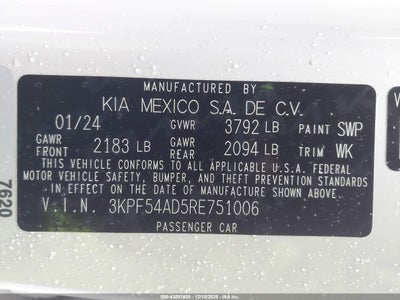 MANUFACTURED BY
KIA MEXICO S.A. DE C.V.
01/24 GVWR 3792 LB PAINT SWP
GAWR FRONT 2183 LB GAWR REAR 2094 LB TRIM WK
THIS VEHICLE CONFORMS TO ALL APPLICABLE U.S.A. FEDERAL
MOTOR VEHICLE SAFETY, BUMPER, AND THEFT PREVENTION STANDARDS
IN EFFECT ON THE DATE OF MANUFACTURE SHOWN ABOVE.
V.I.N. 3KPF54AD5RE751006
PASSENGER CAR
7620